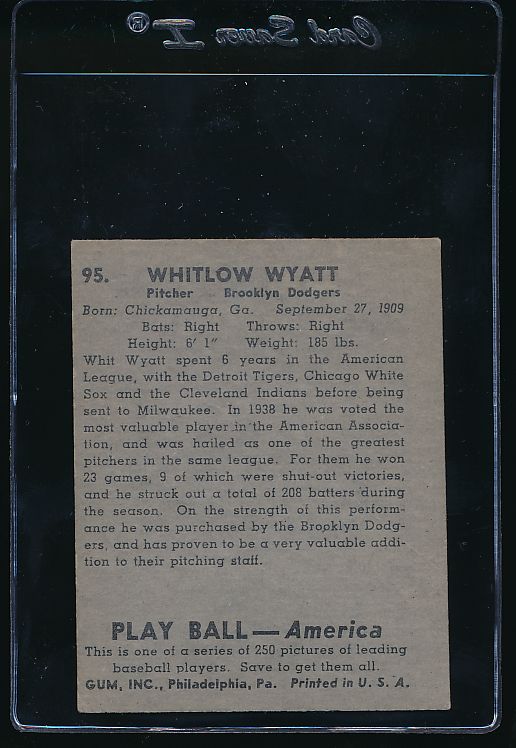 Card Saver I ®
95. WHITLOW WYATT
Pitcher Brooklyn Dodgers
Born: Chickamauga, Ga. September 27, 1909
Bats: Right Throws: Right
Height: 6' 1" Weight: 185 lbs.
Whit Wyatt spent 6 years in the American
League, with the Detroit Tigers, Chicago White
Sox and the Cleveland Indians before being
sent to Milwaukee. In 1938 he was voted the
most valuable player in the American Associa-
tion, and was hailed as one of the greatest
pitchers in the same league. For them he won
23 games, 9 of which were shut-out victories,
and he struck out a total of 208 batters during
the season. On the strength of this perform-
ance he was purchased by the Bropklyn Dodg-
ers, and has proven to be a very valuable addi-
tion to their pitching staff.
PLAY BALL — America
This is one of a series of 250 pictures of leading
baseball players. Save to get them all.
GUM, INC., Philadelphia, Pa. Printed in U. S. A.